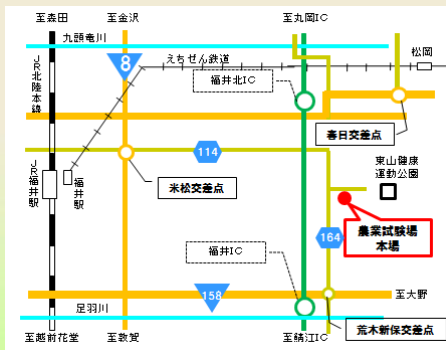 至森田
至金沢
至丸岡IC
九頭竜川
8
えちぜん鉄道
松岡
JR北陸本線
福井北IC
春日交差点
114
東山健康
運動公園
JR福井駅
福井駅
米松交差点
農業試験場
本場
164
福井IC
158
至大野
足羽川
荒木新保交差点
至越前花堂
至敦賀
至鯖江IC